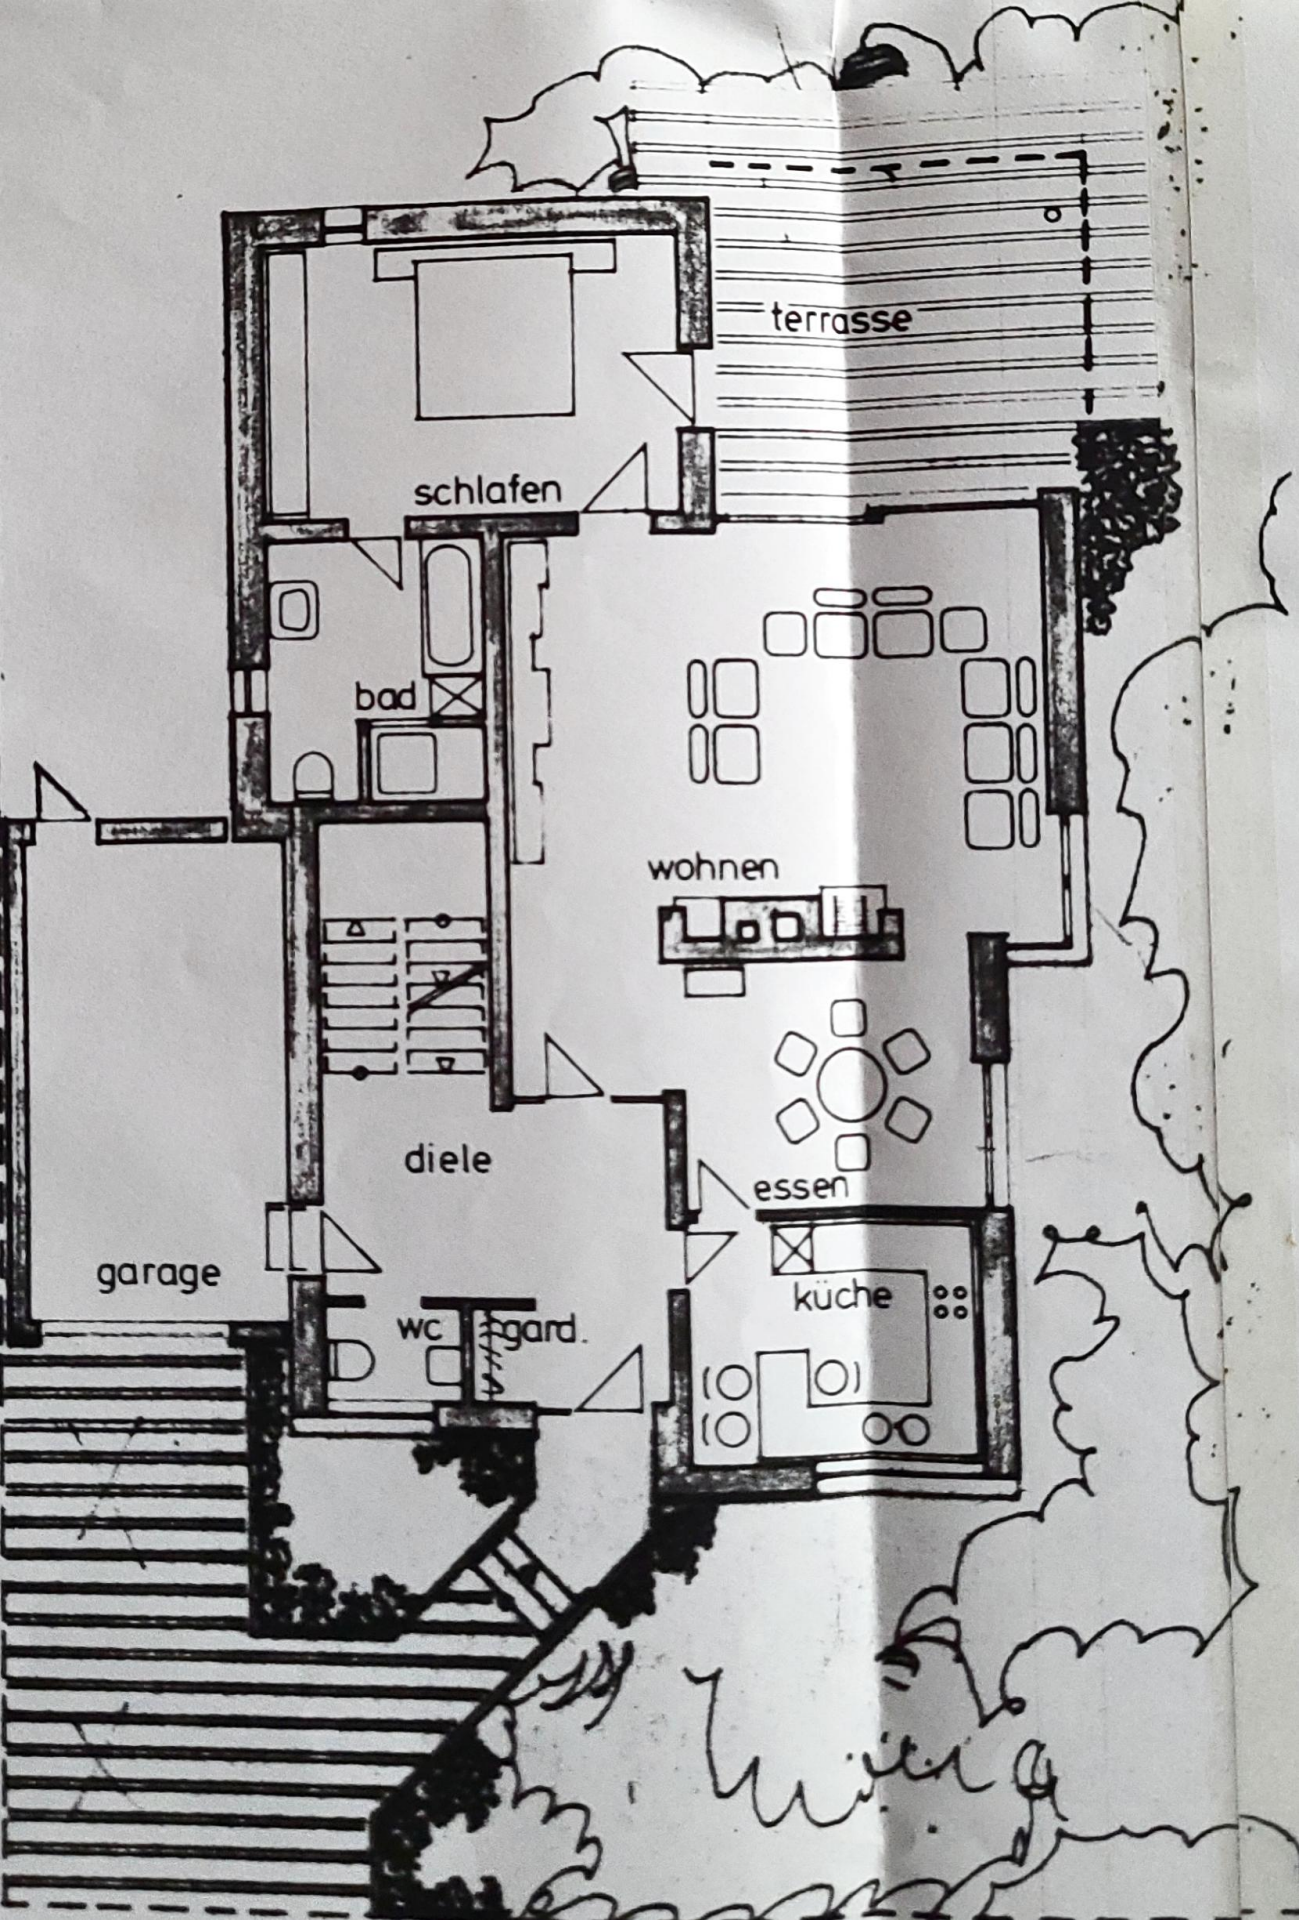 terrasse
schlafen
bad
wohnen
diele
essen
garage
küche
wc
gard.